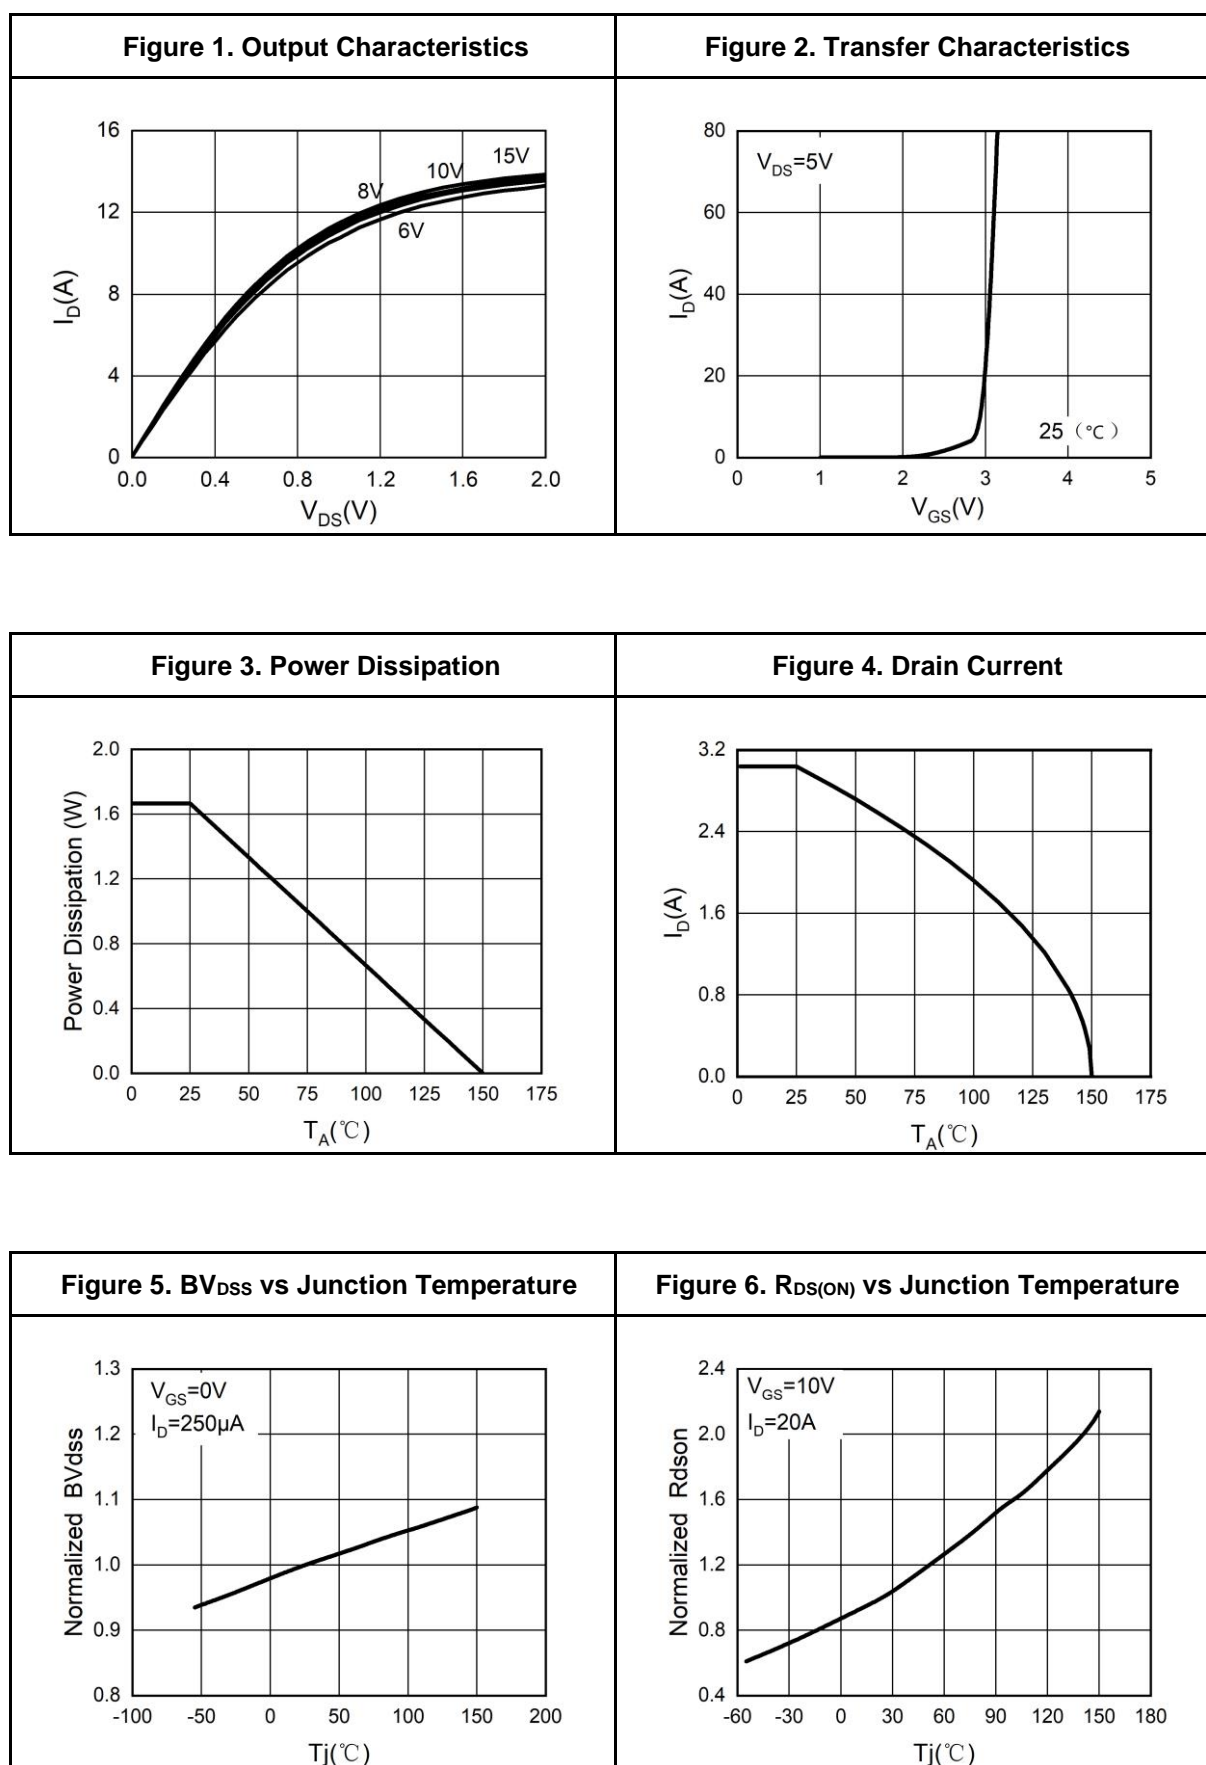 Figure 1. Output Characteristics
Figure 2. Transfer Characteristics
16
12
8
4
0
I_D(A)
8V
10V
15V
6V
0.0 0.4 0.8 1.2 1.6 2.0
V_DS(V)
80
60
40
20
0
I_D(A)
V_DS=5V
25（℃）
0 1 2 3 4 5
V_GS(V)
Figure 3. Power Dissipation
Figure 4. Drain Current
2.0
1.6
1.2
0.8
0.4
0.0
Power Dissipation (W)
0 25 50 75 100 125 150 175
T_A(℃)
3.2
2.4
1.6
0.8
0.0
I_D(A)
0 25 50 75 100 125 150 175
T_A(℃)
Figure 5. BV_DSS vs Junction Temperature
Figure 6. R_DS(ON) vs Junction Temperature
1.3
1.2
1.1
1.0
0.9
0.8
Normalized BVdss
V_GS=0V
I_D=250μA
-100 -50 0 50 100 150 200
Tj(℃)
2.4
2.0
1.6
1.2
0.8
0.4
Normalized Rdson
V_GS=10V
I_D=20A
-60 -30 0 30 60 90 120 150 180
Tj(℃)